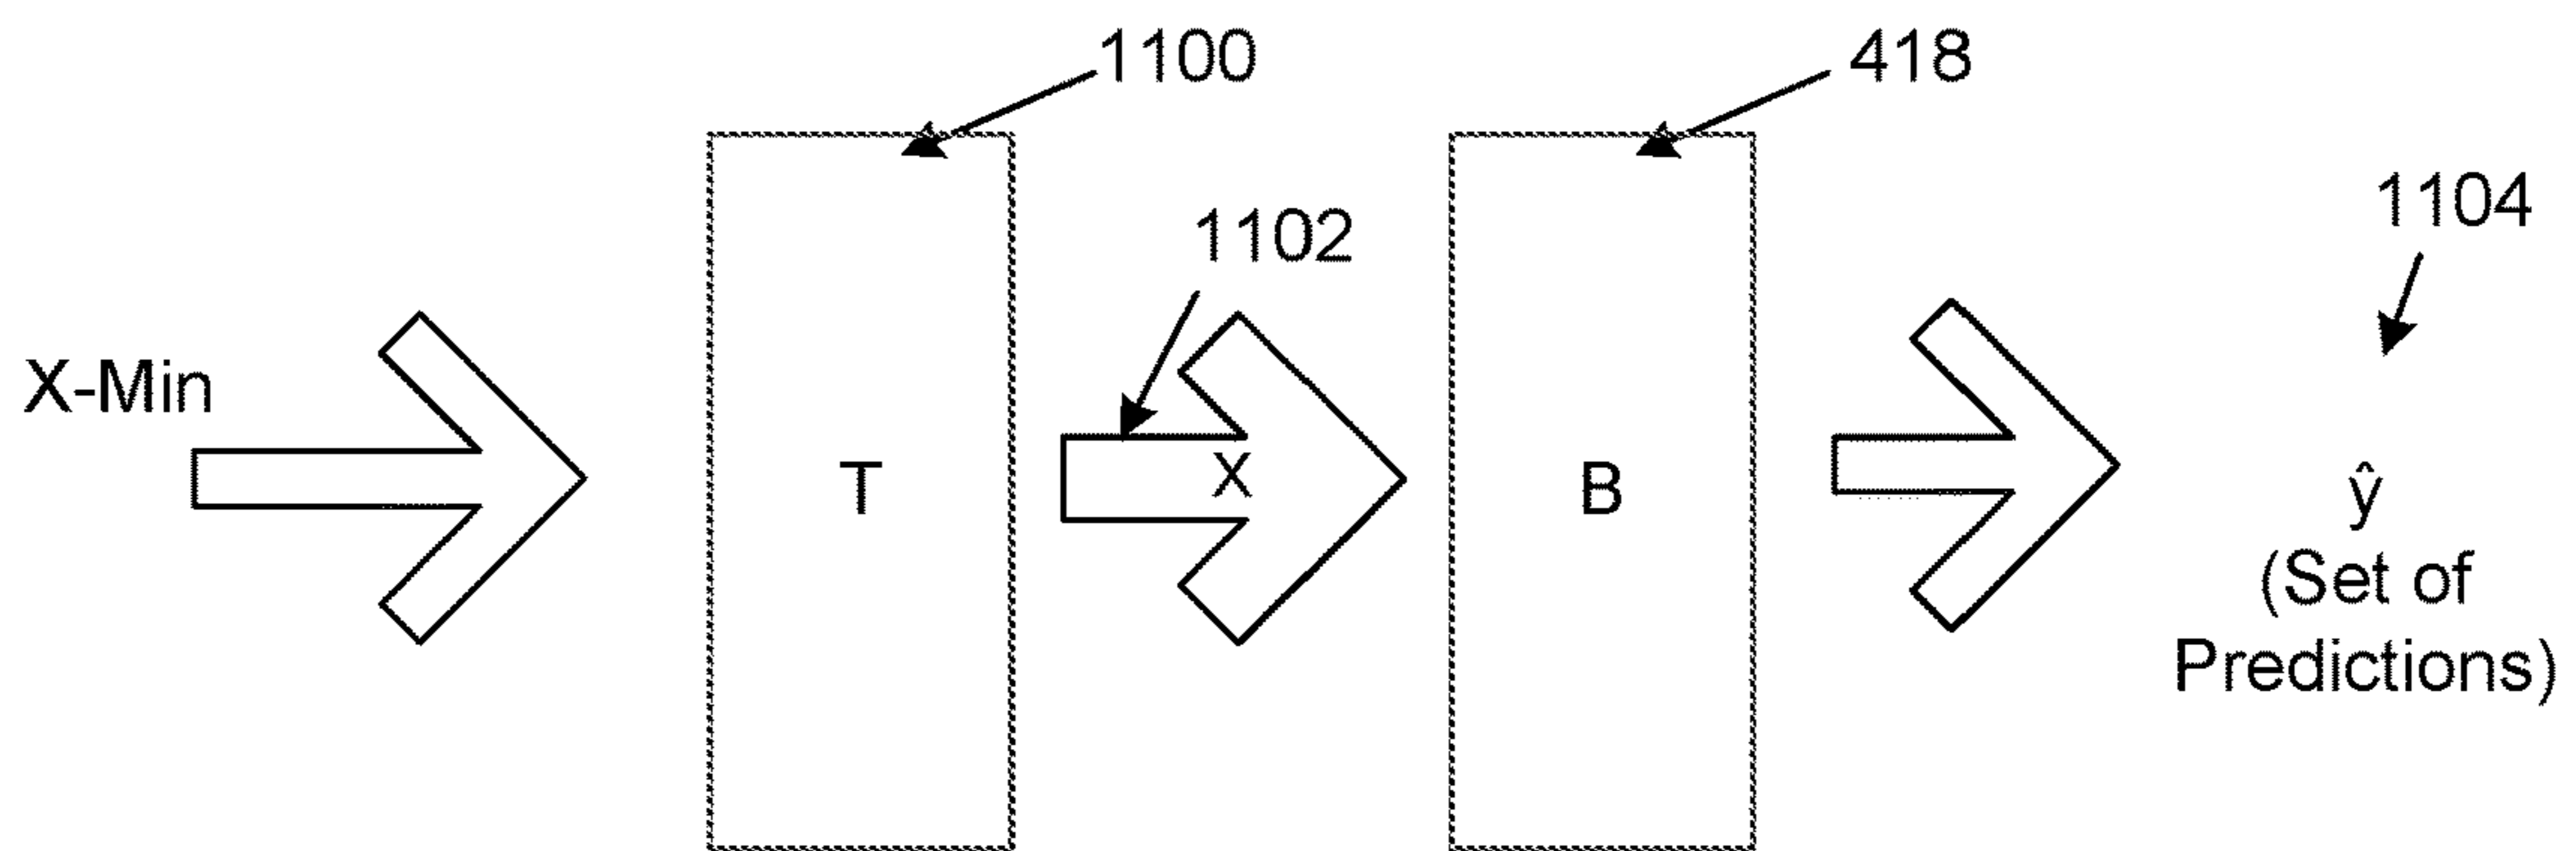 1100
418
1104
1102
X-Min
T
X
B
ŷ
(Set of
Predictions)